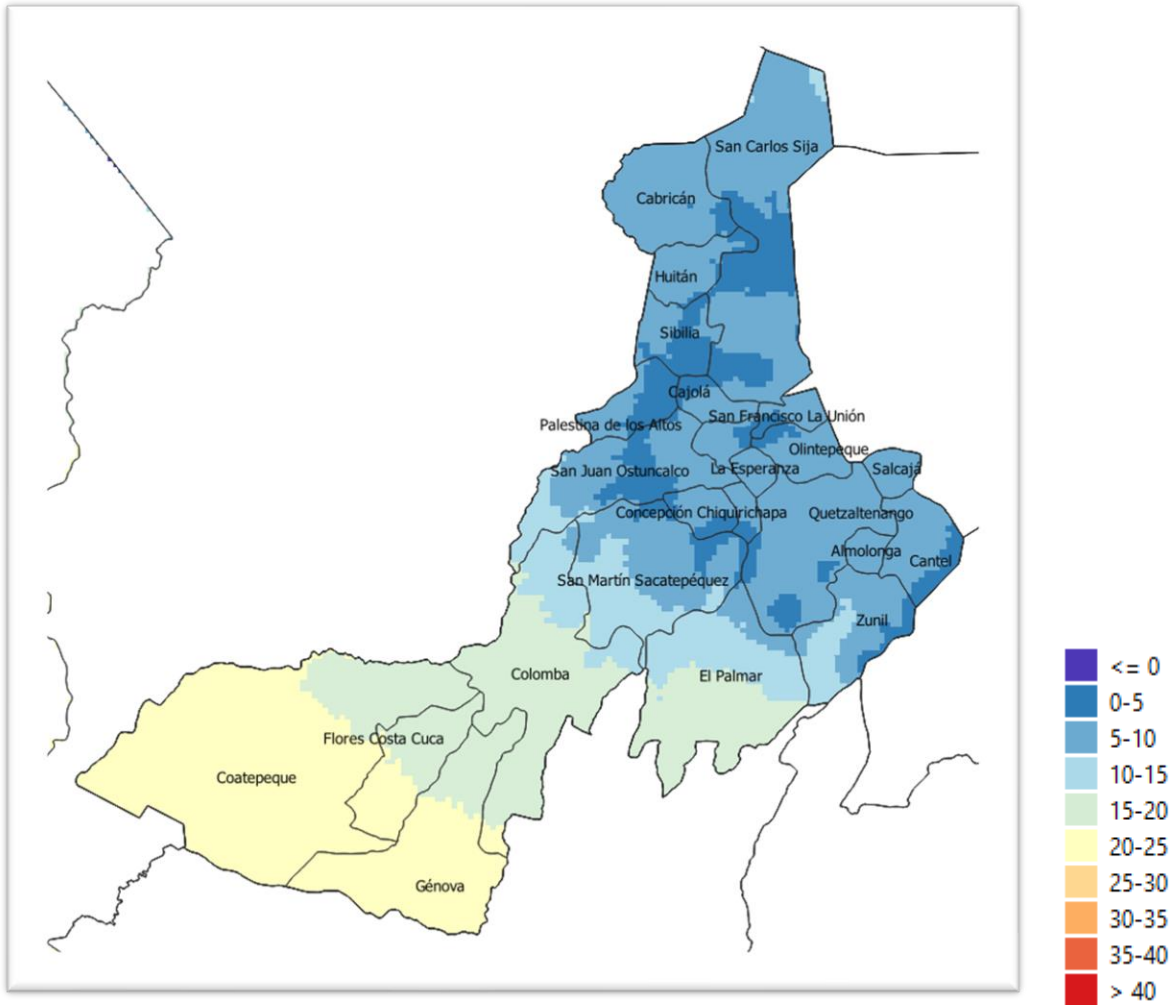 San Carlos Sija
Cabricán
Huitán
Sibilia
Cajolá
San Francisco La Unión
Palestina de los Altos
Olintepeque
San Juan Ostuncalco
La Esperanza
Salcajá
Concepción Chiquirichapa
Quetzaltenango
Almolonga
Cantel
San Martín Sacatepéquez
Zunil
Colomba
El Palmar
Flores Costa Cuca
Coatepeque
Génova
<= 0
0-5
5-10
10-15
15-20
20-25
25-30
30-35
35-40
> 40